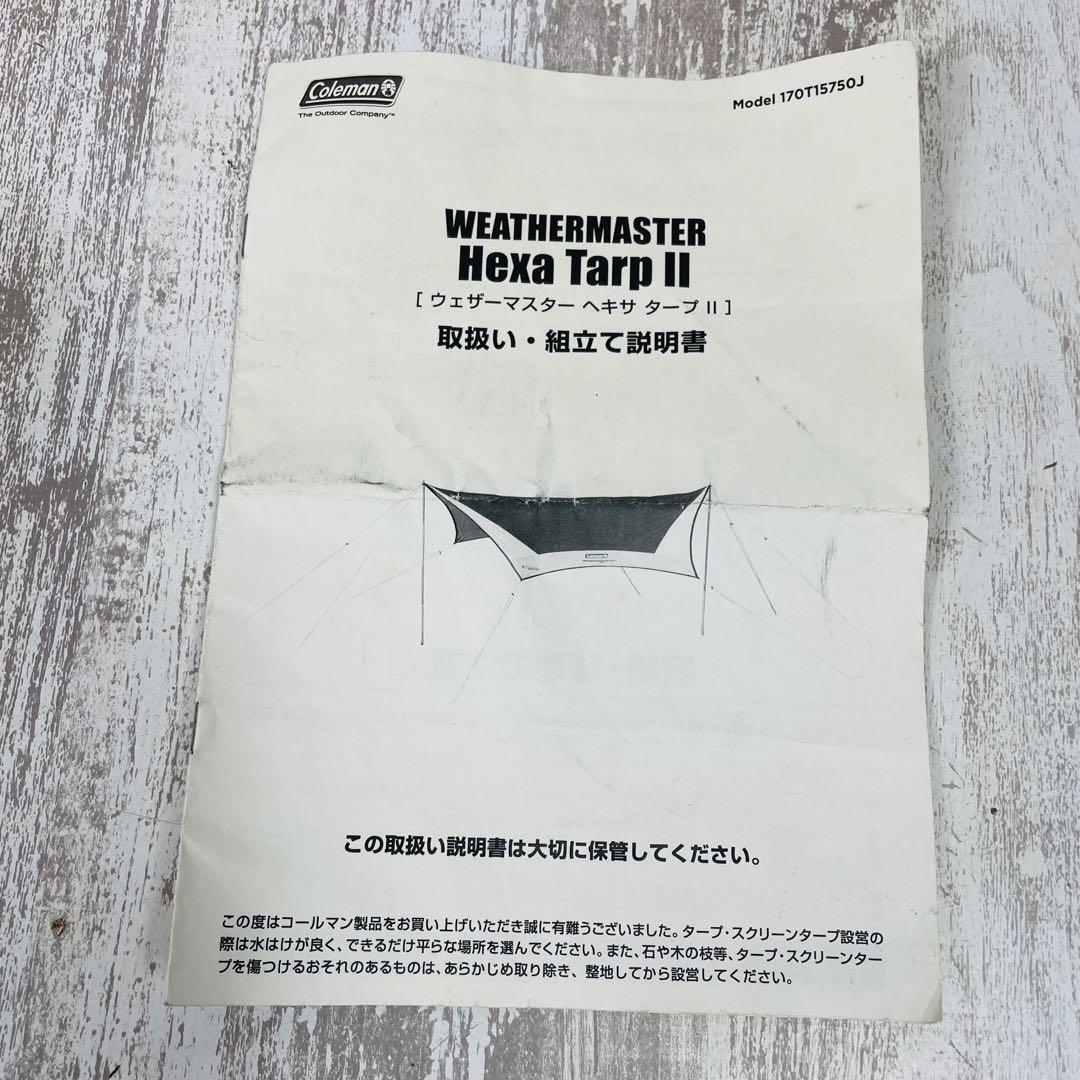 Coleman
The Outdoor Company™
Model 170T15750J
WEATHERMASTER
Hexa Tarp II
[ ウェザーマスター ヘキサ タープ II ]
取扱い・組立て説明書
Coleman
この取扱い説明書は大切に保管してください。
この度はコールマン製品をお買い上げいただき誠に有難うございました。タープ・スクリーンタープ設営の
際は水はけが良く、できるだけ平らな場所を選んでください。また、石や木の枝等、タープ・スクリーンター
プを傷つけるおそれのあるものは、あらかじめ取り除き、整地してから設営してください。